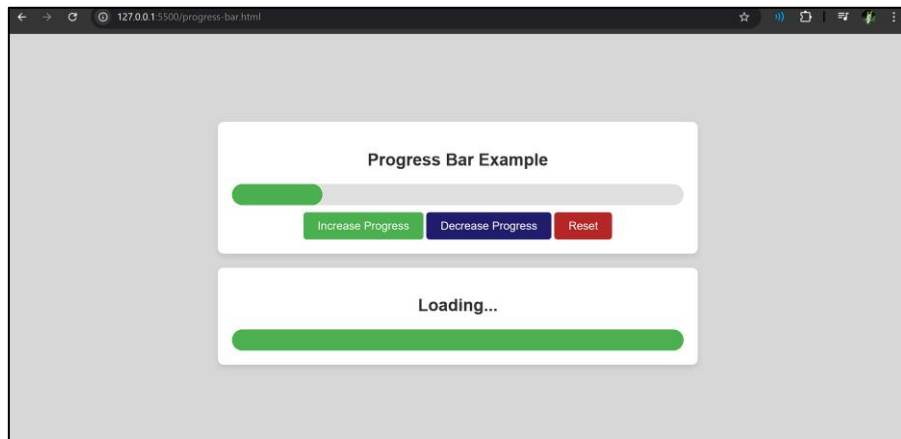 127.0.0.1:5500/progress-bar.html
Progress Bar Example
Increase Progress Decrease Progress Reset
Loading...